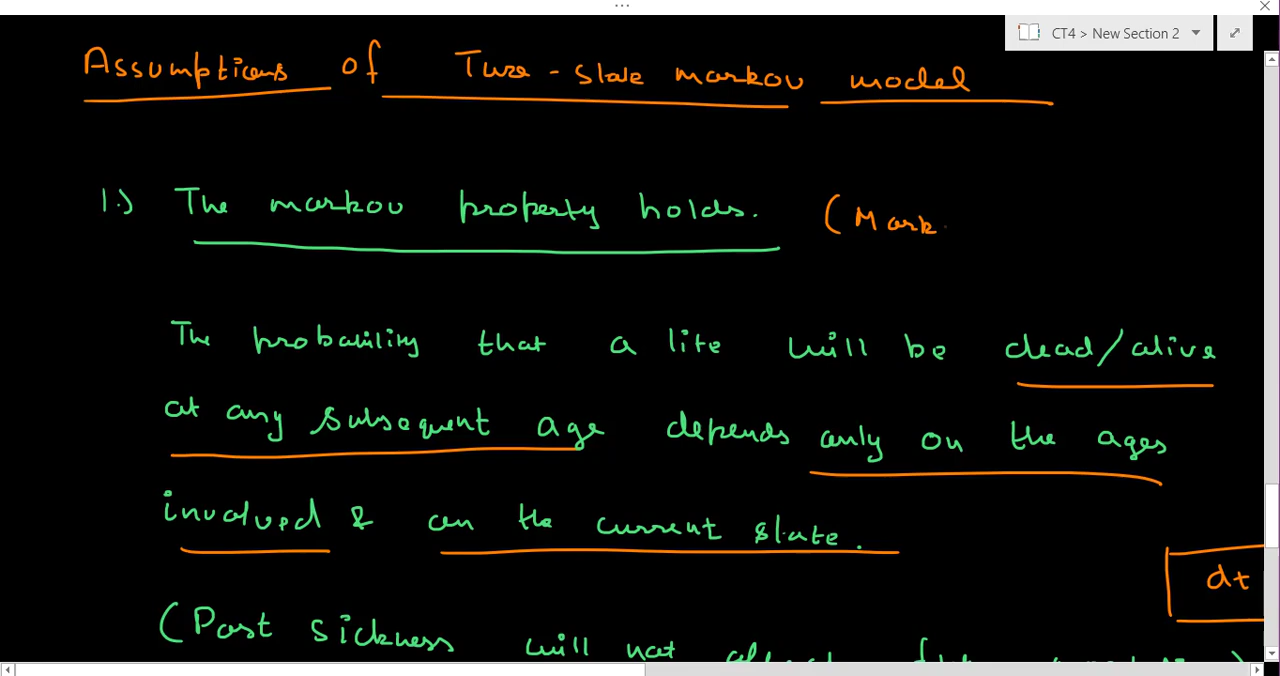 CT4 > New Section 2
Assumptions of Two-state markov model
1.) The markov property holds. (Mark
The probability that a life will be dead/alive
at any subsequent age depends only on the ages
involved & on the current state.
dt
(Past sickness will not affect